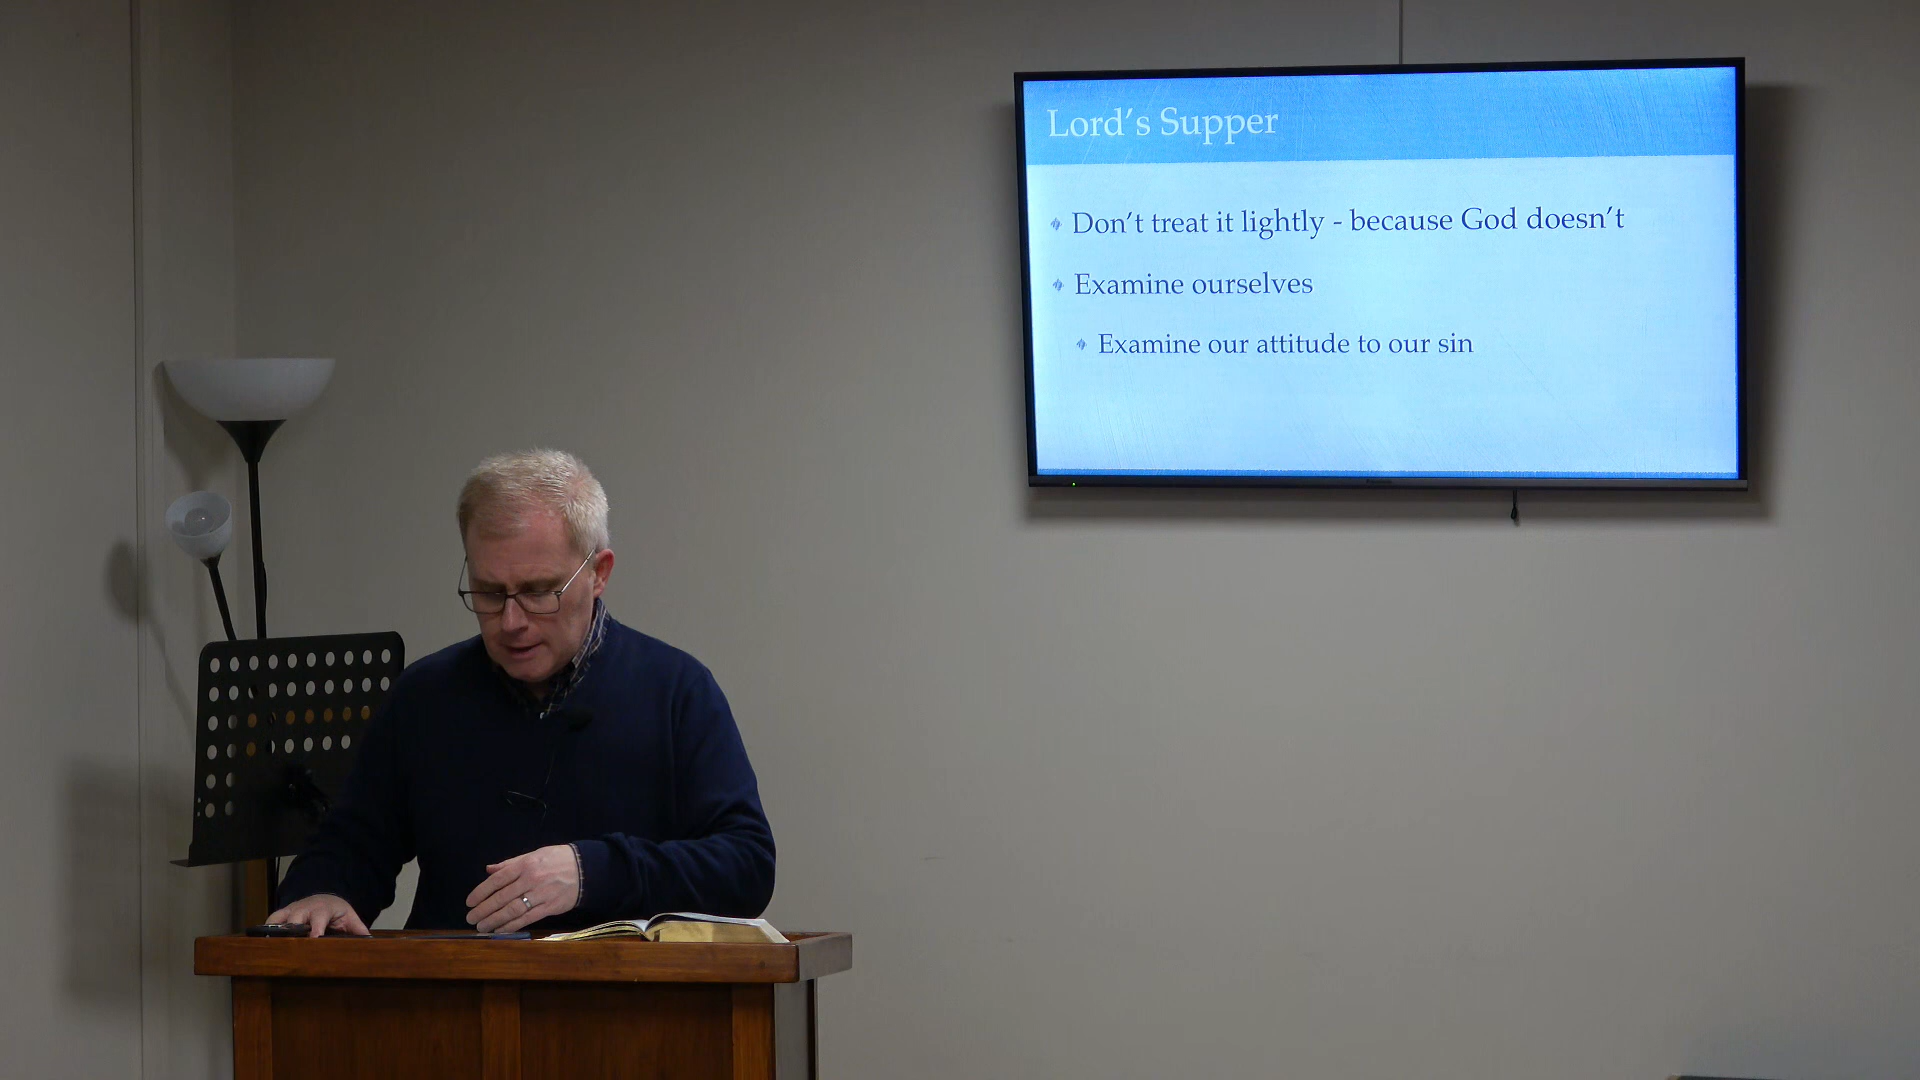 Lord's Supper
Don't treat it lightly - because God doesn't
Examine ourselves
Examine our attitude to our sin